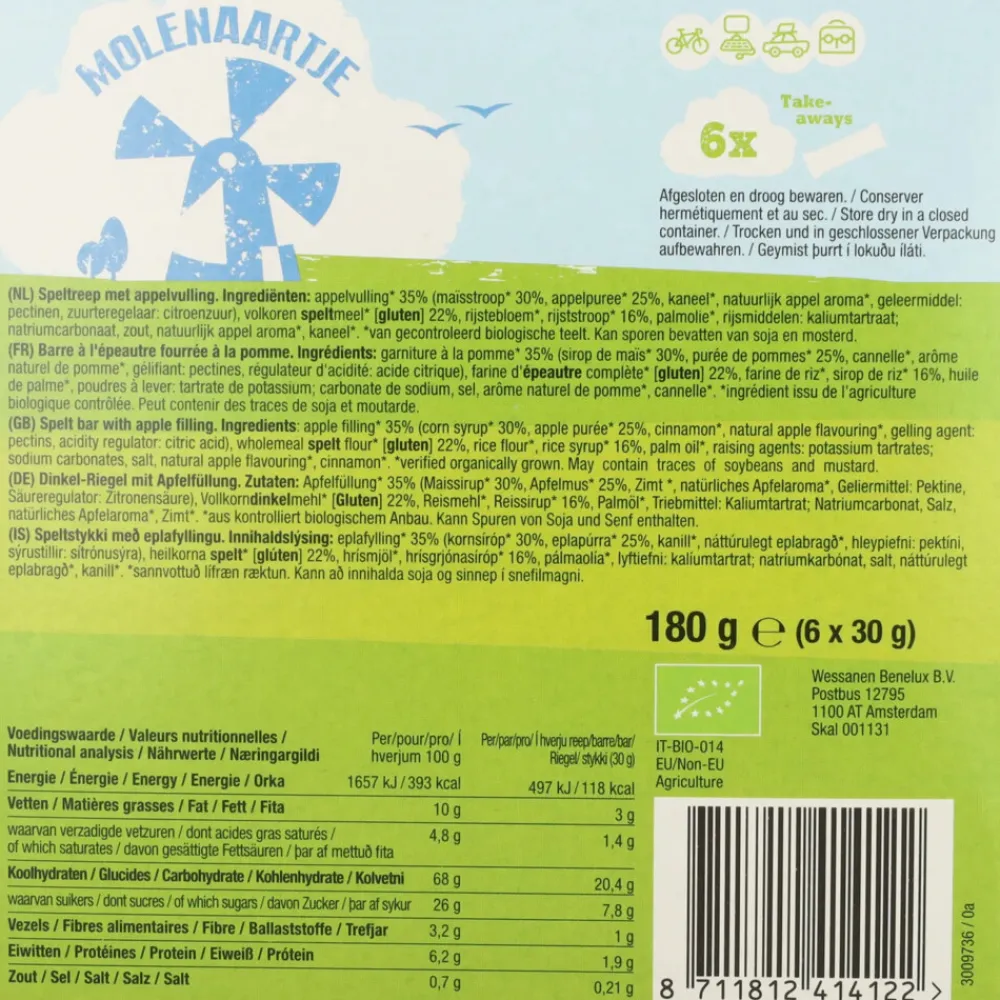 MOLENAARTJE
6x
Take-
aways
Afgesloten en droog bewaren. / Conserver
hermétiquement et au sec. / Store dry in a closed
container. / Trocken und in geschlossener Verpackung
aufbewahren. / Geymist þurrt í lokuðu íláti.
(NL) Speltreep met appelvulling. Ingrediënten: appelvulling* 35% (maïsstroop* 30%, appelpuree* 25%, kaneel*, natuurlijk appel aroma*, geleermiddel:
pectinen, zuurteregelaar: citroenzuur), volkoren speltmeel* [gluten] 22%, rijstebloem*, rijststroop* 16%, palmolie*, rijsmiddelen: kaliumtartraat;
natriumcarbonaat, zout, natuurlijk appel aroma*, kaneel*. *van gecontroleerd biologische teelt. Kan sporen bevatten van soja en mosterd.
(FR) Barre à l'épeautre fourrée à la pomme. Ingrédients: garniture à la pomme* 35% (sirop de maïs* 30%, purée de pommes* 25%, cannelle*, arôme
naturel de pomme*, gélifiant: pectines, régulateur d'acidité: acide citrique), farine d'épeautre complète* [gluten] 22%, farine de riz*, sirop de riz* 16%, huile
de palme*, poudres à lever: tartrate de potassium; carbonate de sodium, sel, arôme naturel de pomme*, cannelle*. *ingrédient issu de l'agriculture
biologique contrôlée. Peut contenir des traces de soja et moutarde.
(GB) Spelt bar with apple filling. Ingredients: apple filling* 35% (corn syrup* 30%, apple purée* 25%, cinnamon*, natural apple flavouring*, gelling agent:
pectins, acidity regulator: citric acid), wholemeal spelt flour* [gluten] 22%, rice flour*, rice syrup* 16%, palm oil*, raising agents: potassium tartrates;
sodium carbonates, salt, natural apple flavouring*, cinnamon*. *verified organically grown. May contain traces of soybeans and mustard.
(DE) Dinkel-Riegel mit Apfelfüllung. Zutaten: Apfelfüllung* 35% (Maissirup* 30%, Apfelmus* 25%, Zimt *, natürliches Apfelaroma*, Geliermittel: Pektine,
Säureregulator: Zitronensäure), Vollkorndinkelmehl* [Gluten] 22%, Reismehl*, Reissirup* 16%, Palmöl*, Triebmittel: Kaliumtartrat; Natriumcarbonat, Salz,
natürliches Apfelaroma*, Zimt*. *aus kontrolliert biologischem Anbau. Kann Spuren von Soja und Senf enthalten.
(IS) Speltstykki með eplafyllingu. Innihaldslýsing: eplafylling* 35% (kornsíróp* 30%, eplapúrra* 25%, kanill*, náttúrulegt eplabragð*, hleypiefni: pektíni,
sýrustillir: sítrónusýra), heilkorna spelt* [glúten] 22%, hrísmjöl*, hrísgrjónasíróp* 16%, pálmaolía*, lyftiefni: kalíumtartrat; natríumkarbónat, salt, náttúrulegt
eplabragð*, kanill*. *sannvottuð lífræn ræktun. Kann að innihalda soja og sinnep í snefilmagni.
180 g ℮ (6 x 30 g)
Wessanen Benelux B.V.
Postbus 12795
1100 AT Amsterdam
Skal 001131
IT-BIO-014
EU/Non-EU
Agriculture
Voedingswaarde / Valeurs nutritionnelles /
Nutritional analysis / Nährwerte / Næringargildi
Per/pour/pro/ Í
hverjum 100 g
Per/par/pro/ Í hverju reep/barre/bar/
Riegel/ stykki (30 g)
Energie / Énergie / Energy / Energie / Orka 1657 kJ / 393 kcal 497 kJ / 118 kcal
Vetten / Matières grasses / Fat / Fett / Fita 10 g 3 g
waarvan verzadigde vetzuren / dont acides gras saturés /
of which saturates / davon gesättigte Fettsäuren / þar af mettuð fita 4,8 g 1,4 g
Koolhydraten / Glucides / Carbohydrate / Kohlenhydrate / Kolvetni 68 g 20,4 g
waarvan suikers / dont sucres / of which sugars / davon Zucker / þar af sykur 26 g 7,8 g
Vezels / Fibres alimentaires / Fibre / Ballaststoffe / Trefjar 3,2 g 1 g
Eiwitten / Protéines / Protein / Eiweiß / Prótein 6,2 g 1,9 g
Zout / Sel / Salt / Salz / Salt 0,7 g 0,21 g
3009736 / 0a
8 711812 414122 >